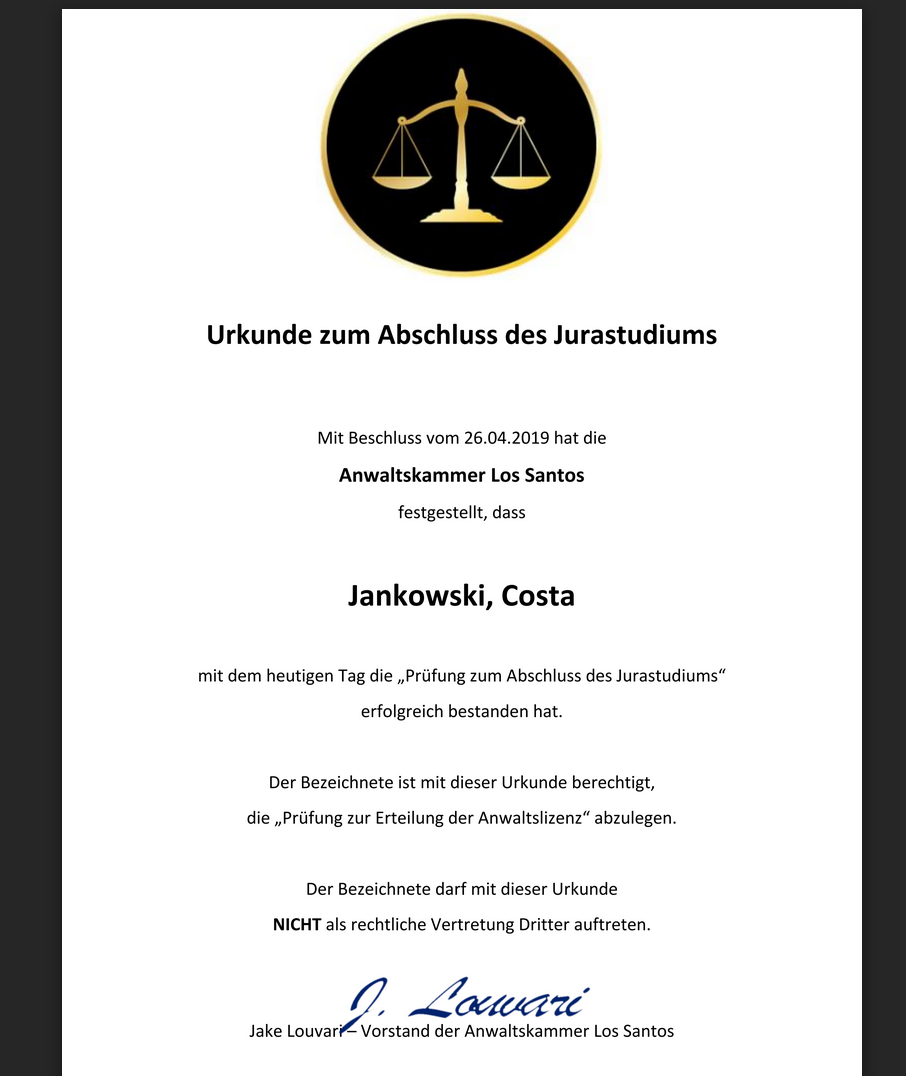 Urkunde zum Abschluss des Jurastudiums
Mit Beschluss vom 26.04.2019 hat die
Anwaltskammer Los Santos
festgestellt, dass
Jankowski, Costa
mit dem heutigen Tag die „Prüfung zum Abschluss des Jurastudiums“
erfolgreich bestanden hat.
Der Bezeichnete ist mit dieser Urkunde berechtigt,
die „Prüfung zur Erteilung der Anwaltslizenz“ abzulegen.
Der Bezeichnete darf mit dieser Urkunde
NICHT als rechtliche Vertretung Dritter auftreten.
J. Louvari
Jake Louvari – Vorstand der Anwaltskammer Los Santos